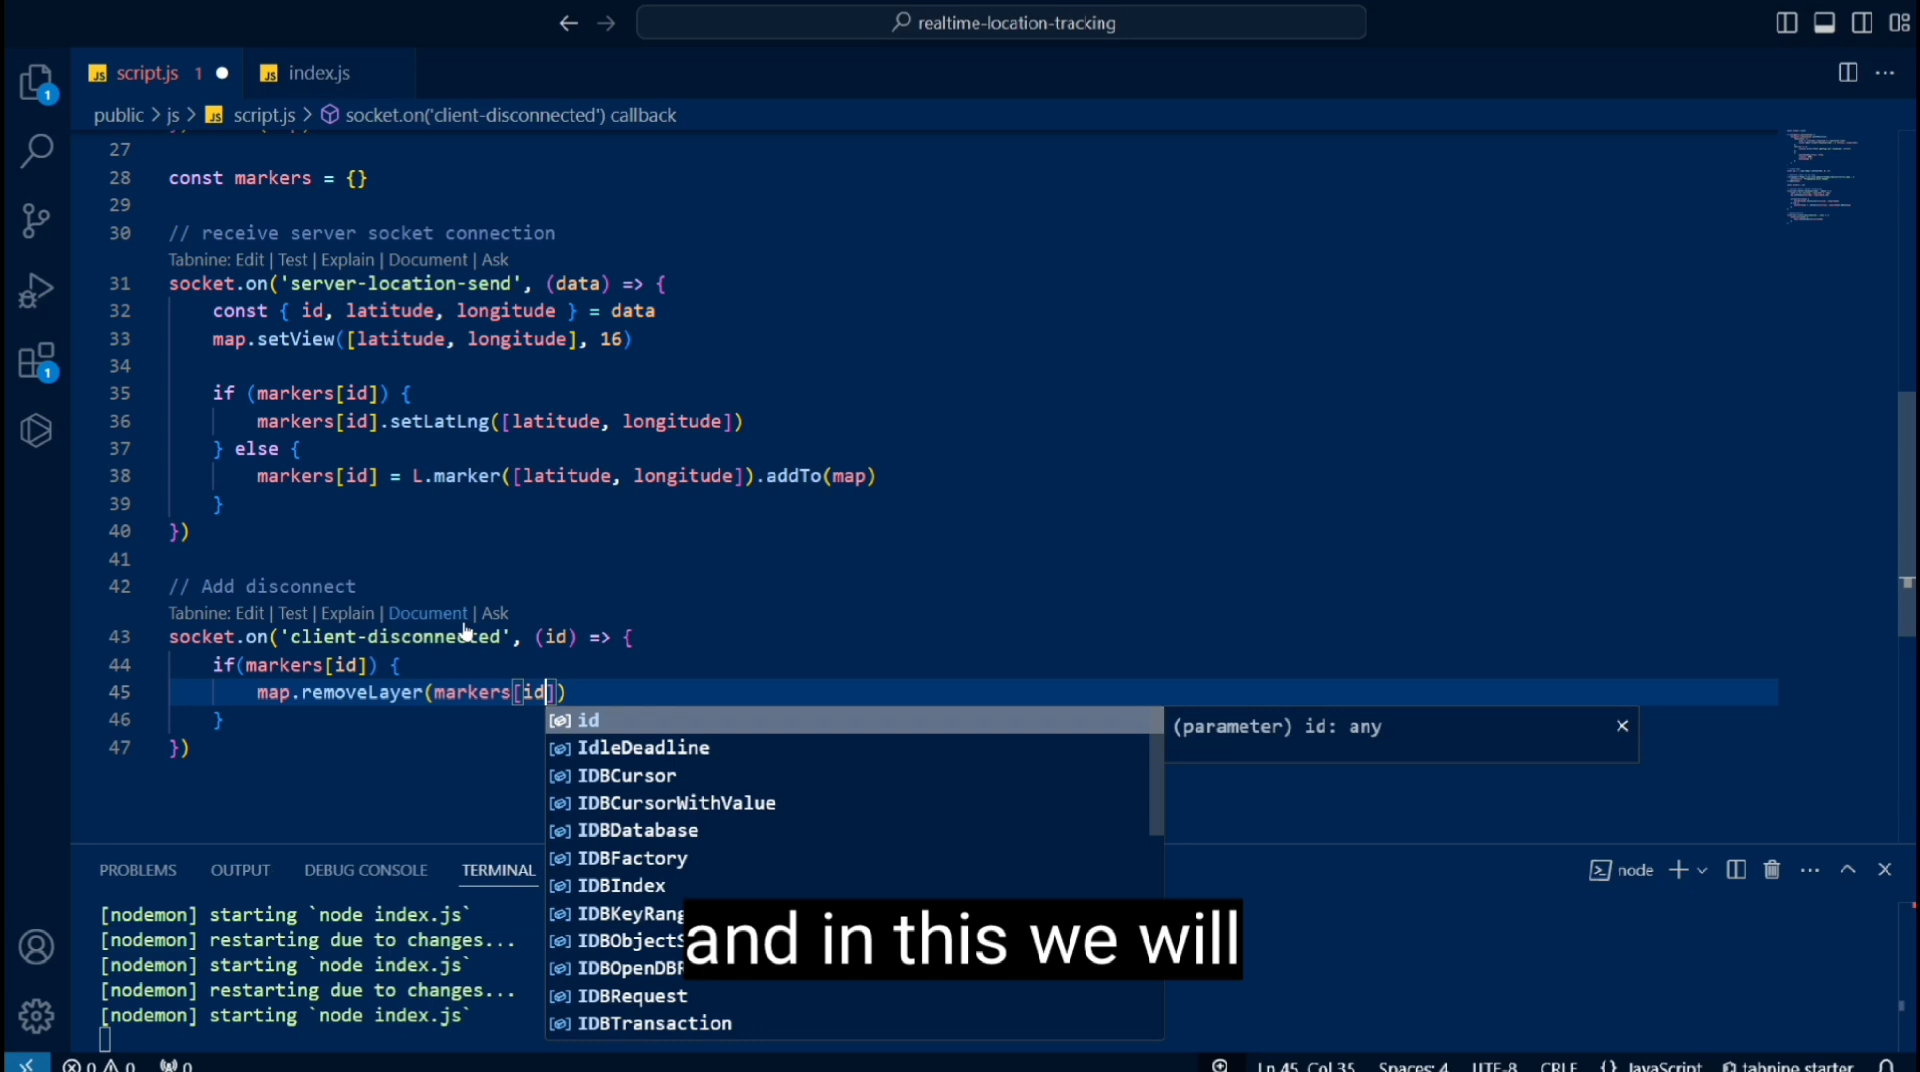 realtime-location-tracking
script.js 1
index.js
public > js > script.js > socket.on('client-disconnected') callback
27
28 const markers = {}
29
30 // receive server socket connection
Tabnine: Edit | Test | Explain | Document | Ask
31 socket.on('server-location-send', (data) => {
32 const { id, latitude, longitude } = data
33 map.setView([latitude, longitude], 16)
34
35 if (markers[id]) {
36 markers[id].setLatLng([latitude, longitude])
37 } else {
38 markers[id] = L.marker([latitude, longitude]).addTo(map)
39 }
40 })
41
42 // Add disconnect
Tabnine: Edit | Test | Explain | Document | Ask
43 socket.on('client-disconnected', (id) => {
44 if(markers[id]) {
45 map.removeLayer(markers[id])
46 }
47 })
id
(parameter) id: any
IdleDeadline
IDBCursor
IDBCursorWithValue
IDBDatabase
IDBFactory
IDBIndex
IDBKeyRang
IDBObjectS
IDBOpenDBR
IDBRequest
IDBTransaction
PROBLEMS OUTPUT DEBUG CONSOLE TERMINAL
node
[nodemon] starting `node index.js`
[nodemon] restarting due to changes...
[nodemon] starting `node index.js`
[nodemon] restarting due to changes...
[nodemon] starting `node index.js`
and in this we will
0 0 0
Ln 45, Col 35 Spaces: 4 UTF-8 CRLF {} JavaScript tabnine starter